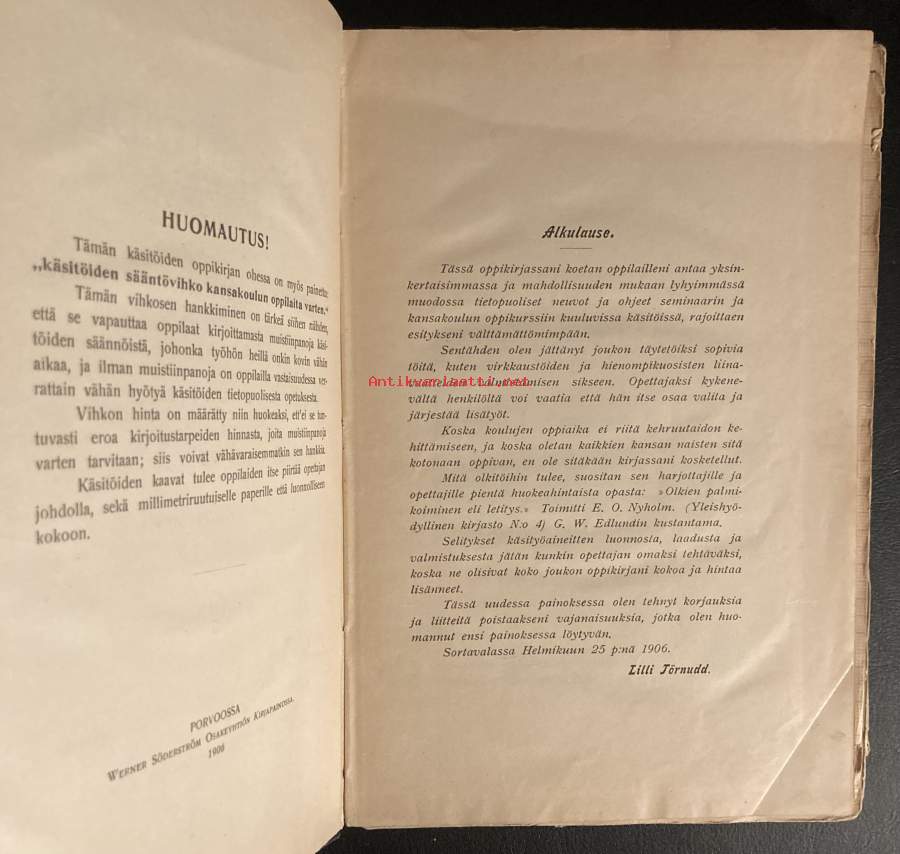 HUOMAUTUS!
Tämän käsitöiden oppikirjan ohessa on myös painettu
„käsitöiden sääntövihko kansakoulun oppilaita varten."
Tämän vihkosen hankkiminen on tärkeä siihen nähden,
että se vapauttaa oppilaat kirjoittamasta muistiinpanoja käsi-
töiden säännöistä, johonka työhön heillä onkin kovin vähän
aikaa, ja ilman muistiinpanoja on oppilailla vastaisuudessa ver-
rattain vähän hyötyä käsitöiden tietopuolisesta opetuksesta.
Vihkon hinta on määrätty niin huokeaksi, ett'ei se tun-
tuvasti eroa kirjoitustarpeiden hinnasta, joita muistiinpanoja
varten tarvitaan; siis voivat vähävaraisemmatkin sen hankkia.
Käsitöiden kaavat tulee oppilaiden itse piirtää opettajan
johdolla, sekä millimetriruutuiselle paperille että luonnolliseen
kokoon.
PORVOOSSA
WERNER SÖDERSTRÖM OSAKEYHTIÖN KIRJAPAINOSSA.
1906
Alkulause.
Tässä oppikirjassani koetan oppilailleni antaa yksin-
kertaisimmassa ja mahdollisuuden mukaan lyhyimmässä
muodossa tietopuoliset neuvot ja ohjeet seminaarin ja
kansakoulun oppikurssiin kuuluvissa käsitöissä, rajoittaen
esitykseni välttämättömimpään.
Sentähden olen jättänyt joukon täytetöiksi sopivia
töitä, kuten virkkaustöiden ja hienompikuosisten liina-
vaatteiden valmistamisen sikseen. Opettajaksi kykene-
vältä henkilöltä voi vaatia että hän itse osaa valita ja
järjestää lisätyöt.
Koska koulujen oppiaika ei riitä kehruutaidon ke-
hittämiseen, ja koska oletan kaikkien kansan naisten sitä
kotonaan oppivan, en ole sitäkään kirjassani kosketellut.
Mitä olkitöihin tulee, suositan sen harjottajille ja
opettajille pientä huokeahintaista opasta: »Olkien palmi-
koiminen eli letitys.» Toimitti E. O. Nyholm. (Yleishyö-
dyllinen kirjasto N:o 4) G. W. Edlundin kustantama.
Selitykset käsityöaineitten luonnosta, laadusta ja
valmistuksesta jätän kunkin opettajan omaksi tehtäväksi,
koska ne olisivat koko joukon oppikirjani kokoa ja hintaa
lisänneet.
Tässä uudessa painoksessa olen tehnyt korjauksia
ja liitteitä poistaakseni vajanaisuuksia, jotka olen huo-
mannut ensi painoksessa löytyvän.
Sortavalassa Helmikuun 25 p:nä 1906.
Lilli Törnudd.
Antikvariaattilaatta.net